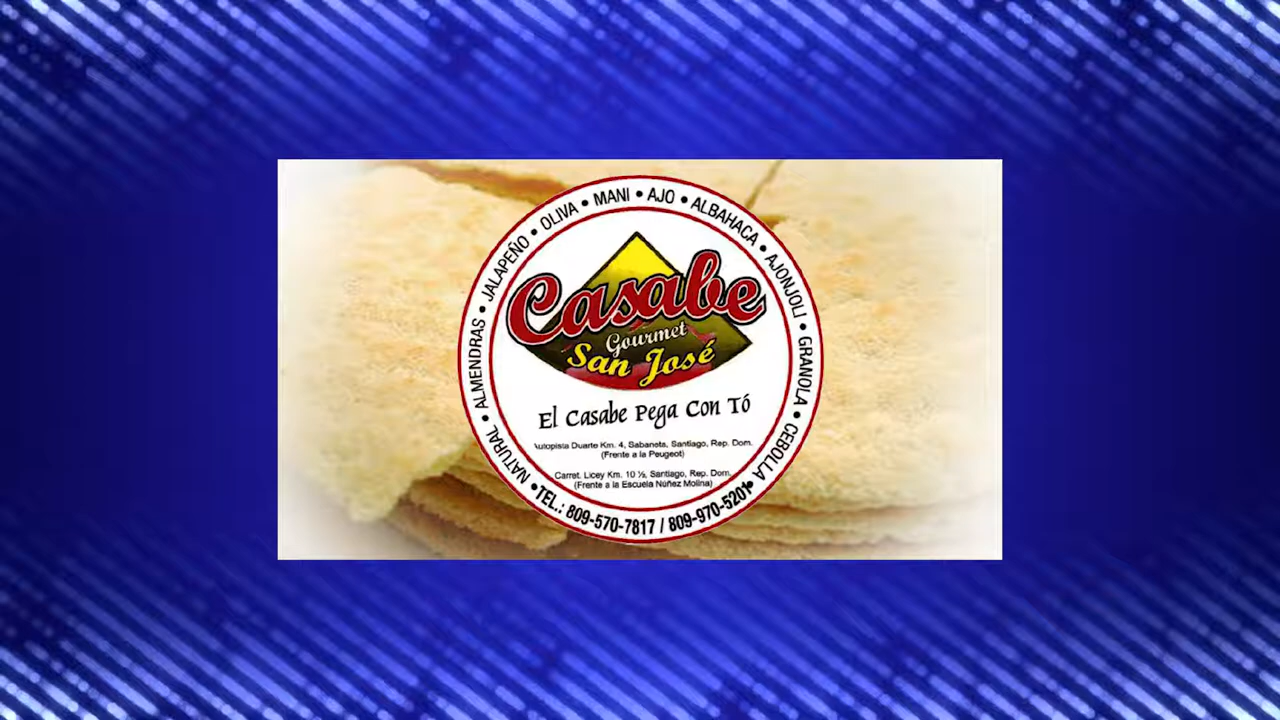 NATURAL • ALMENDRAS • JALAPEÑO • OLIVA • MANI • AJO • ALBAHACA • AJONJOLI • GRANOLA • CEBOLLA
Casabe
Gourmet
San José
El Casabe Pega Con Tó
Autopista Duarte Km. 4, Sabaneta, Santiago, Rep. Dom.
(Frente a la Peugeot)
Carret. Licey Km. 10 ½, Santiago, Rep. Dom.
(Frente a la Escuela Núñez Molina)
• TEL.: 809-570-7817 / 809-970-5201 •